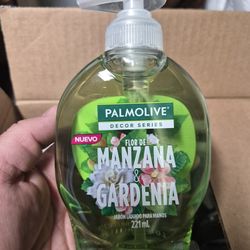 PALMOLIVE
DECOR SERIES
NUEVO
FLOR DE
MANZANA
&
GARDENIA
JABÓN LÍQUIDO PARA MANOS
221 mL